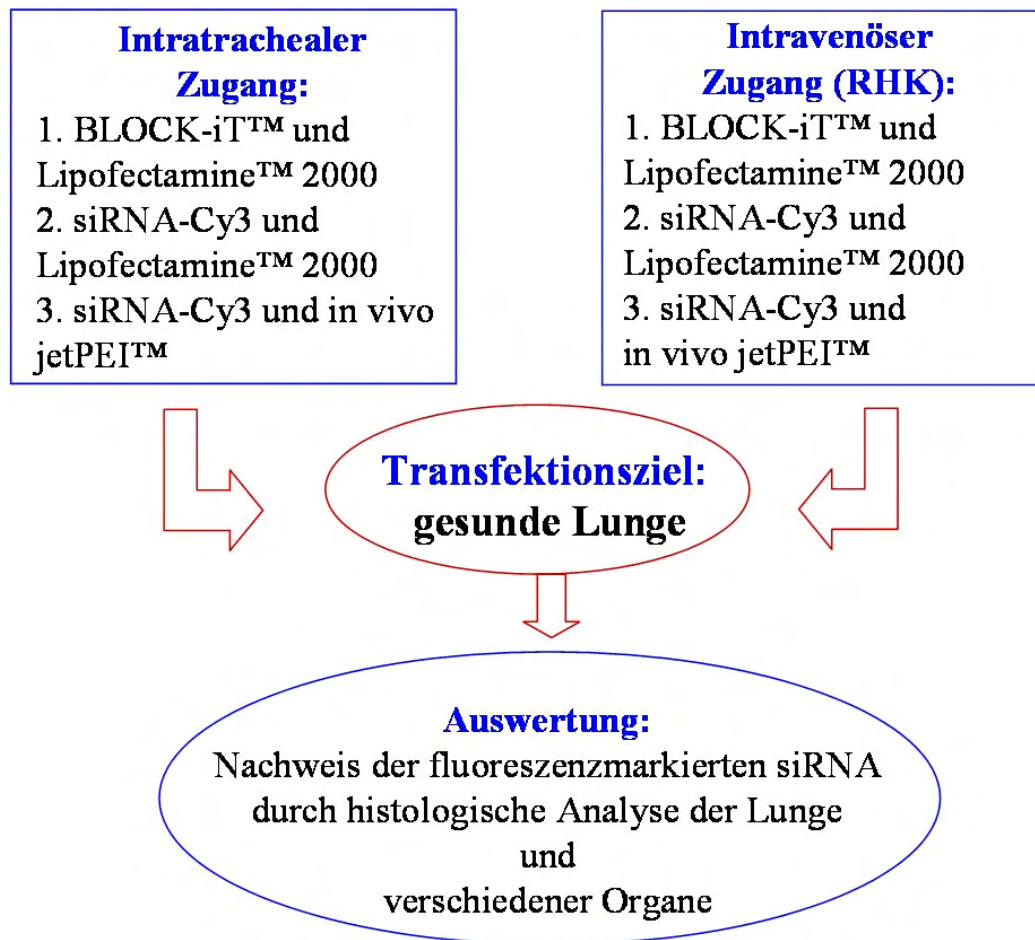 Intratrachealer
Zugang:
1. BLOCK-iT™ und
Lipofectamine™ 2000
2. siRNA-Cy3 und
Lipofectamine™ 2000
3. siRNA-Cy3 und in vivo
jetPEI™
Intravenöser
Zugang (RHK):
1. BLOCK-iT™ und
Lipofectamine™ 2000
2. siRNA-Cy3 und
Lipofectamine™ 2000
3. siRNA-Cy3 und
in vivo jetPEI™
Transfektionsziel:
gesunde Lunge
Auswertung:
Nachweis der fluoreszenzmarkierten siRNA
durch histologische Analyse der Lunge
und
verschiedener Organe